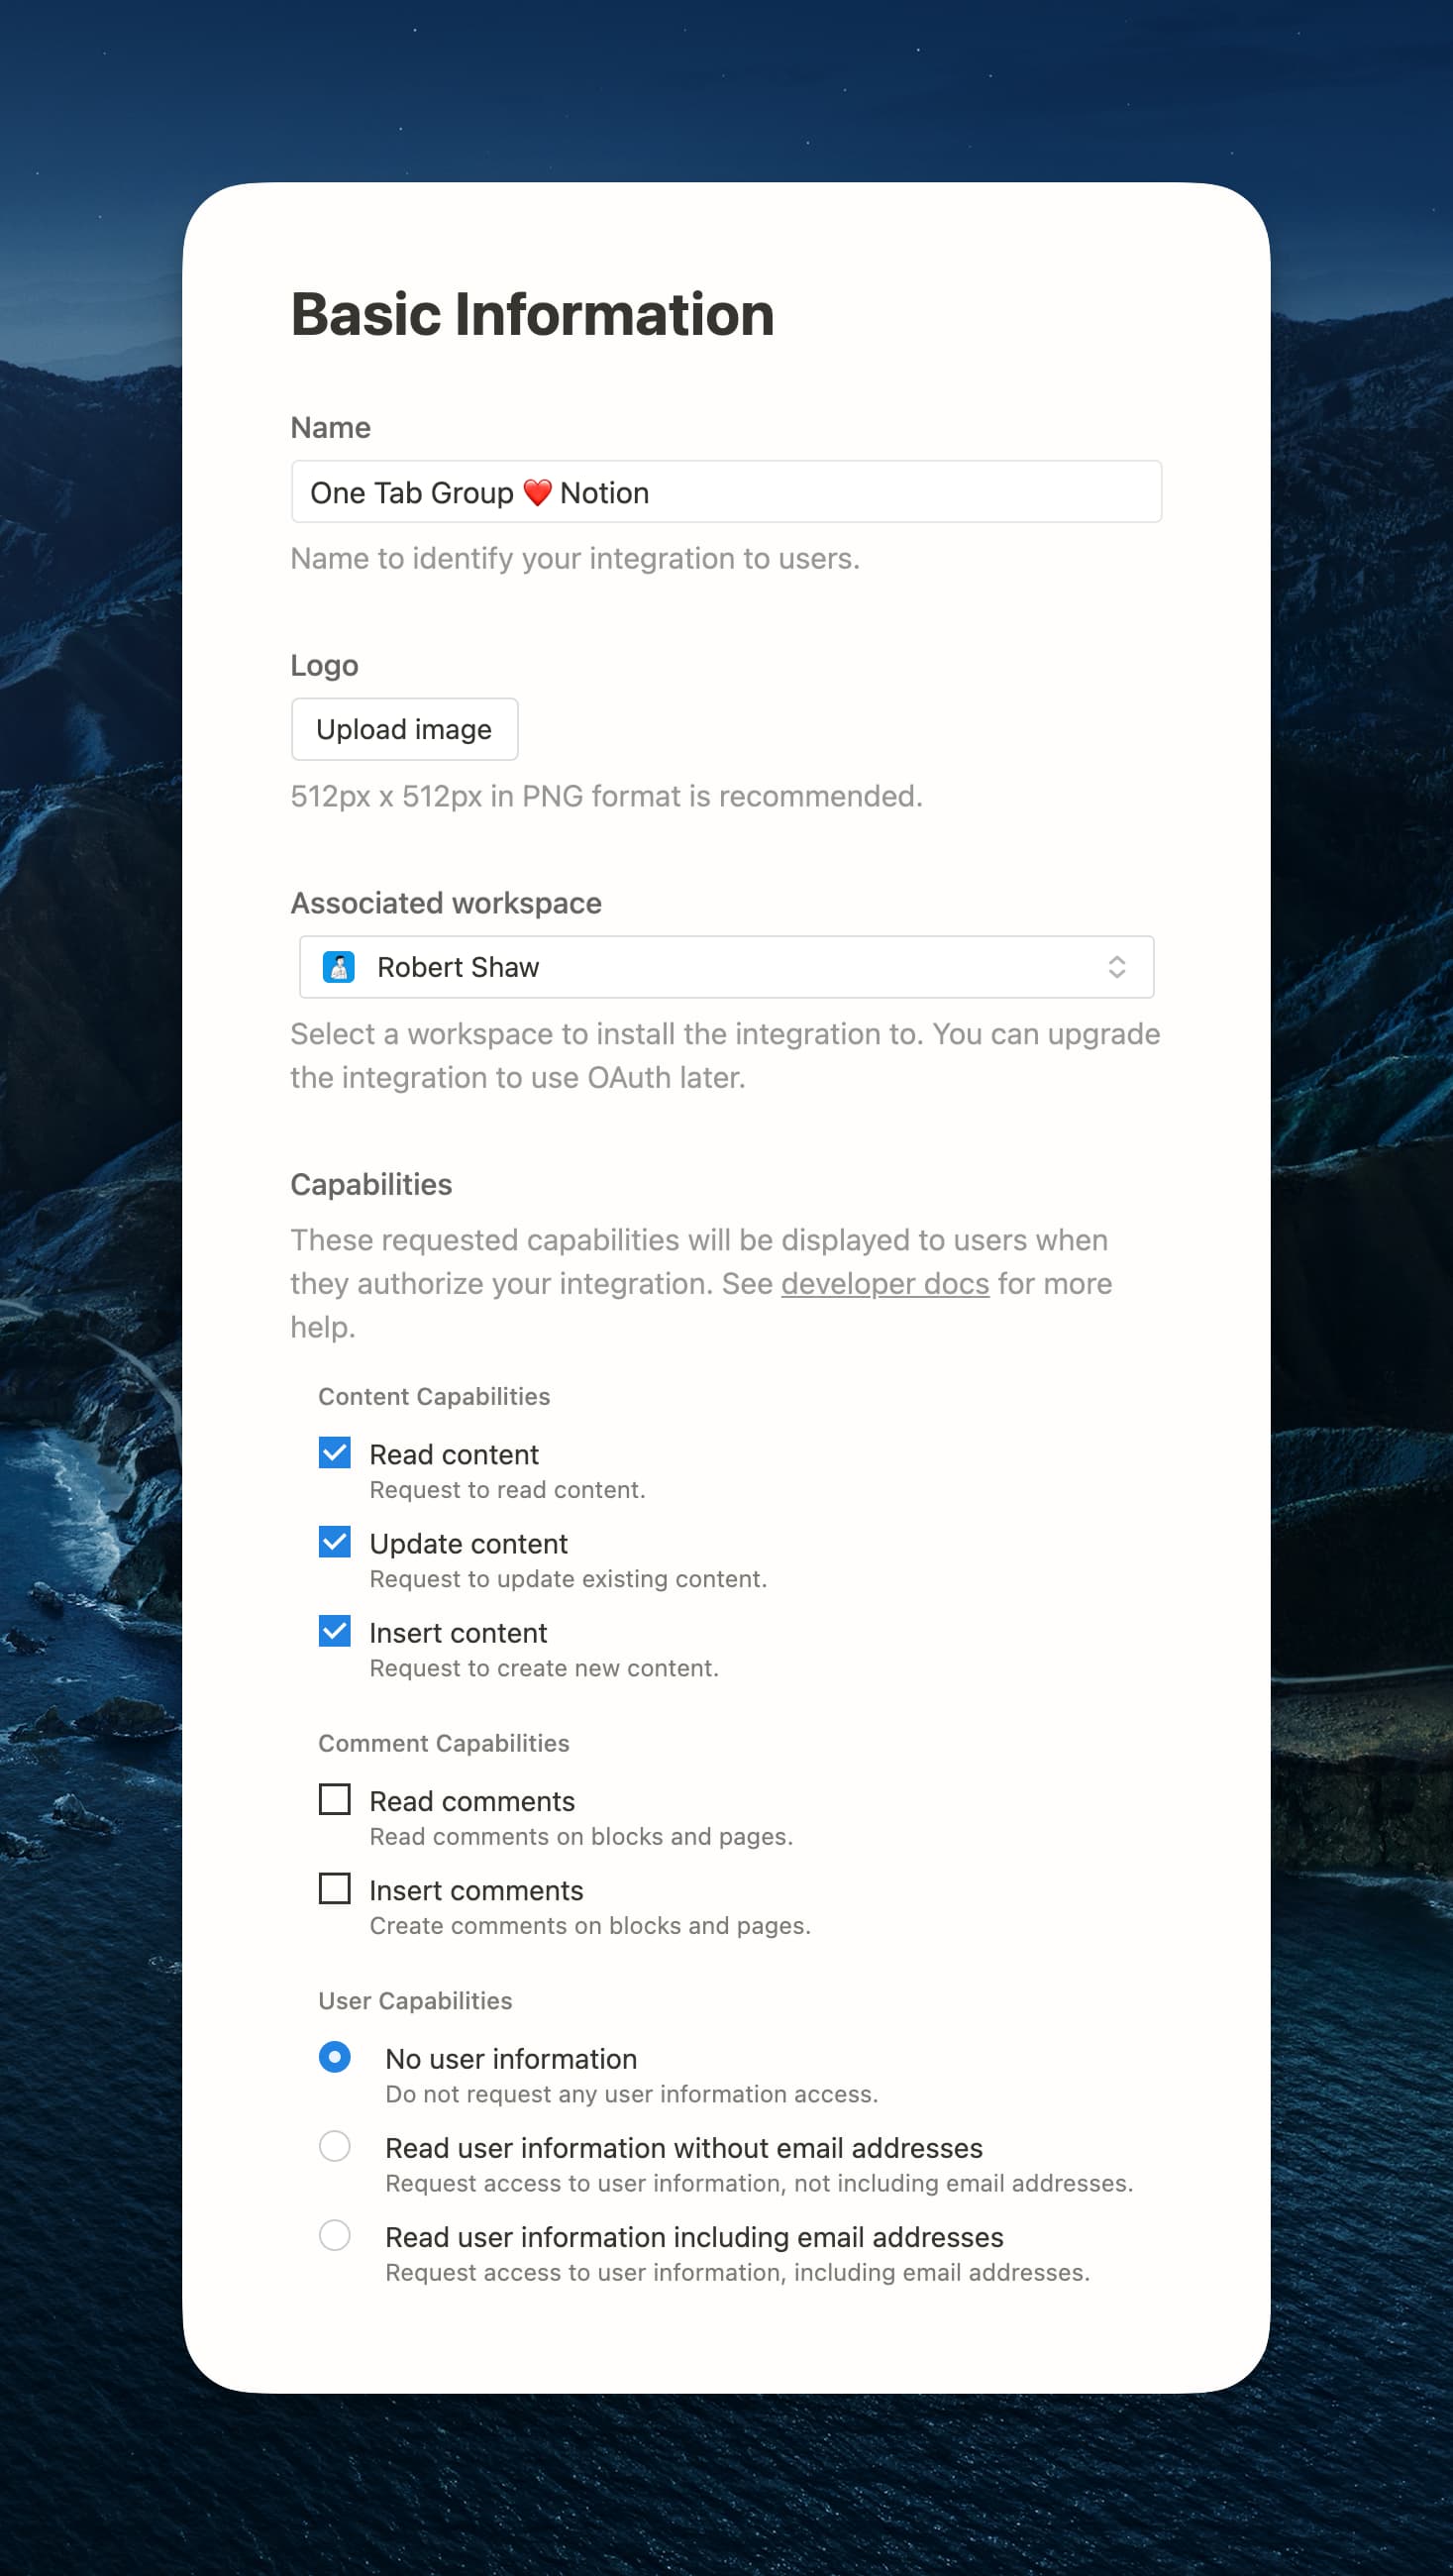 Basic Information
Name
One Tab Group ❤️ Notion
Name to identify your integration to users.
Logo
Upload image
512px x 512px in PNG format is recommended.
Associated workspace
Robert Shaw
Select a workspace to install the integration to. You can upgrade
the integration to use OAuth later.
Capabilities
These requested capabilities will be displayed to users when
they authorize your integration. See developer docs for more
help.
Content Capabilities
Read content
Request to read content.
Update content
Request to update existing content.
Insert content
Request to create new content.
Comment Capabilities
Read comments
Read comments on blocks and pages.
Insert comments
Create comments on blocks and pages.
User Capabilities
No user information
Do not request any user information access.
Read user information without email addresses
Request access to user information, not including email addresses.
Read user information including email addresses
Request access to user information, including email addresses.